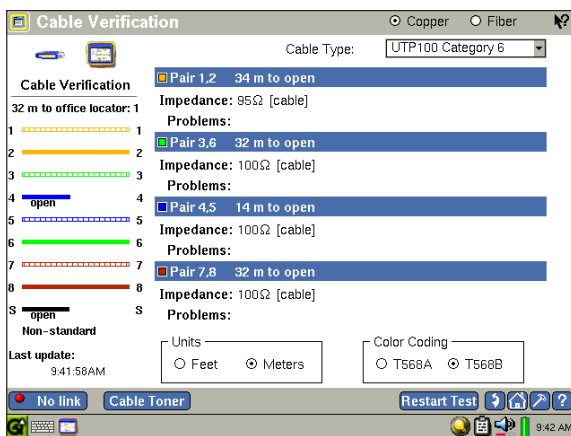 Cable Verification
Copper
Fiber
Cable Type:
UTP100 Category 6
Cable Verification
32 m to office locator: 1
1 1
2 2
3 3
4 4
open
5 5
6 6
7 7
8 8
S S
open
Non-standard
Last update:
9:41:58AM
Pair 1,2 34 m to open
Impedance: 95Ω [cable]
Problems:
Pair 3,6 32 m to open
Impedance: 100Ω [cable]
Problems:
Pair 4,5 14 m to open
Impedance: 100Ω [cable]
Problems:
Pair 7,8 32 m to open
Impedance: 100Ω [cable]
Problems:
Units
Feet
Meters
Color Coding
T568A
T568B
No link
Cable Toner
Restart Test
?
9:42 AM